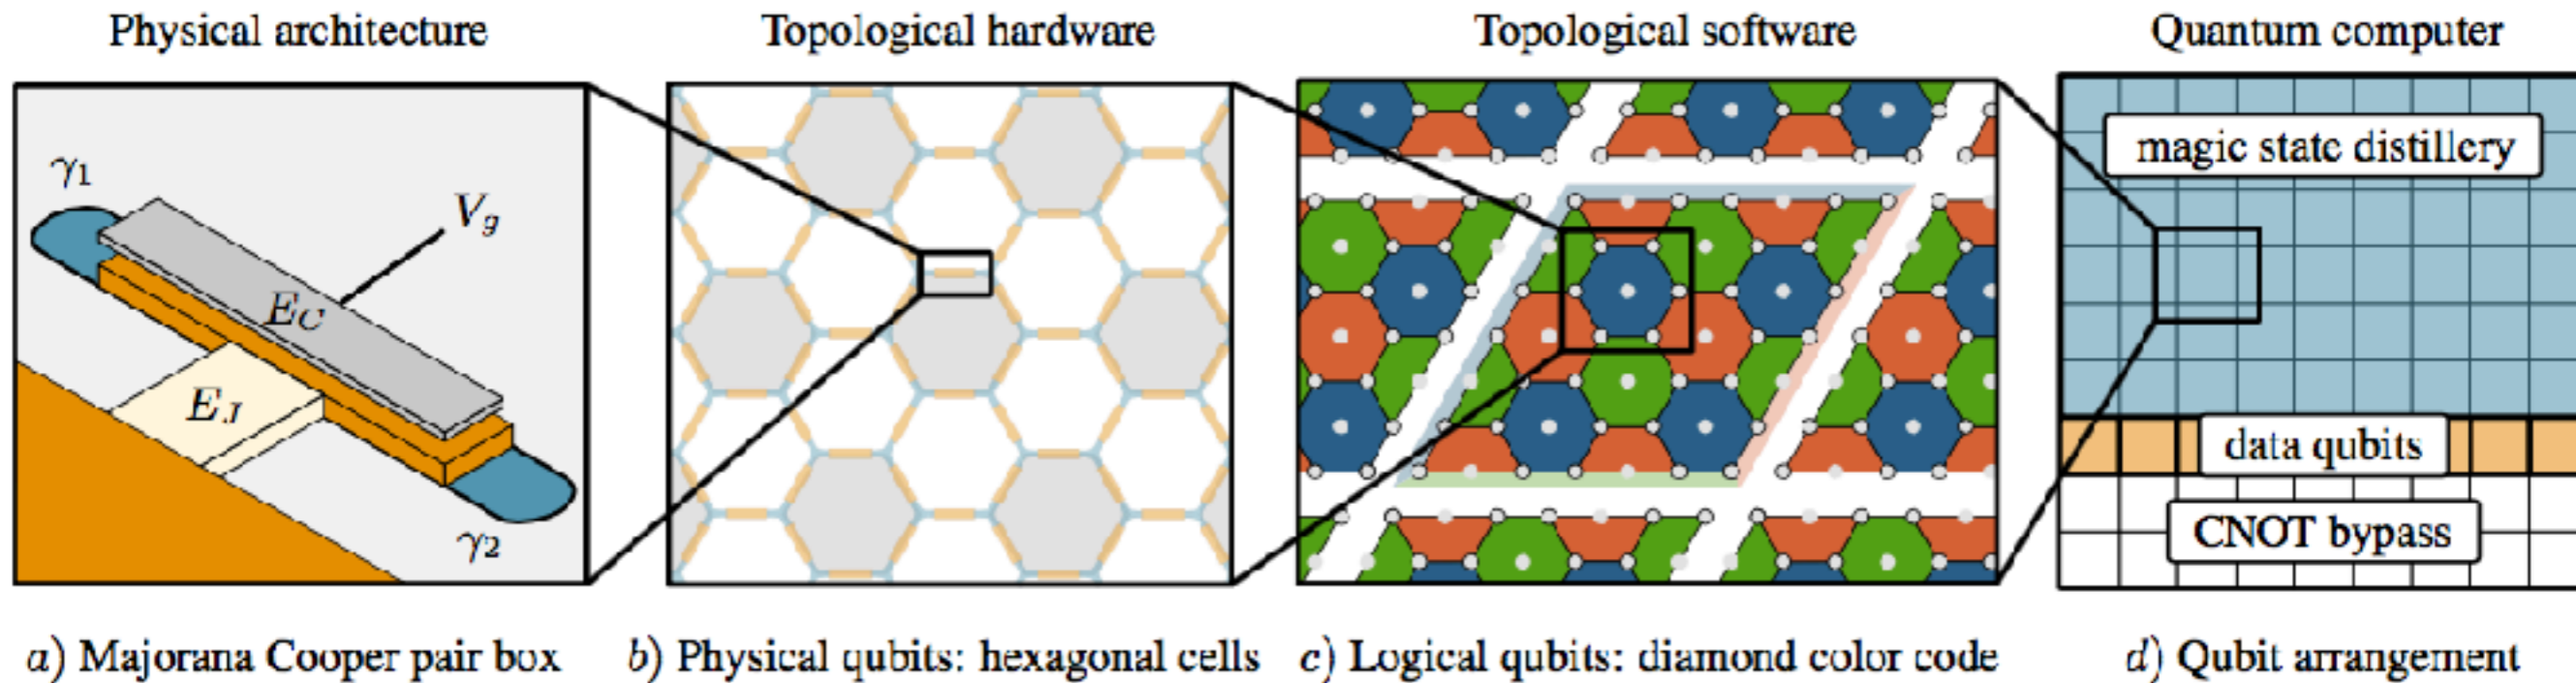 Physical architecture
Topological hardware
Topological software
Quantum computer
γ1
Vg
EC
EJ
γ2
magic state distillery
data qubits
CNOT bypass
a) Majorana Cooper pair box
b) Physical qubits: hexagonal cells
c) Logical qubits: diamond color code
d) Qubit arrangement